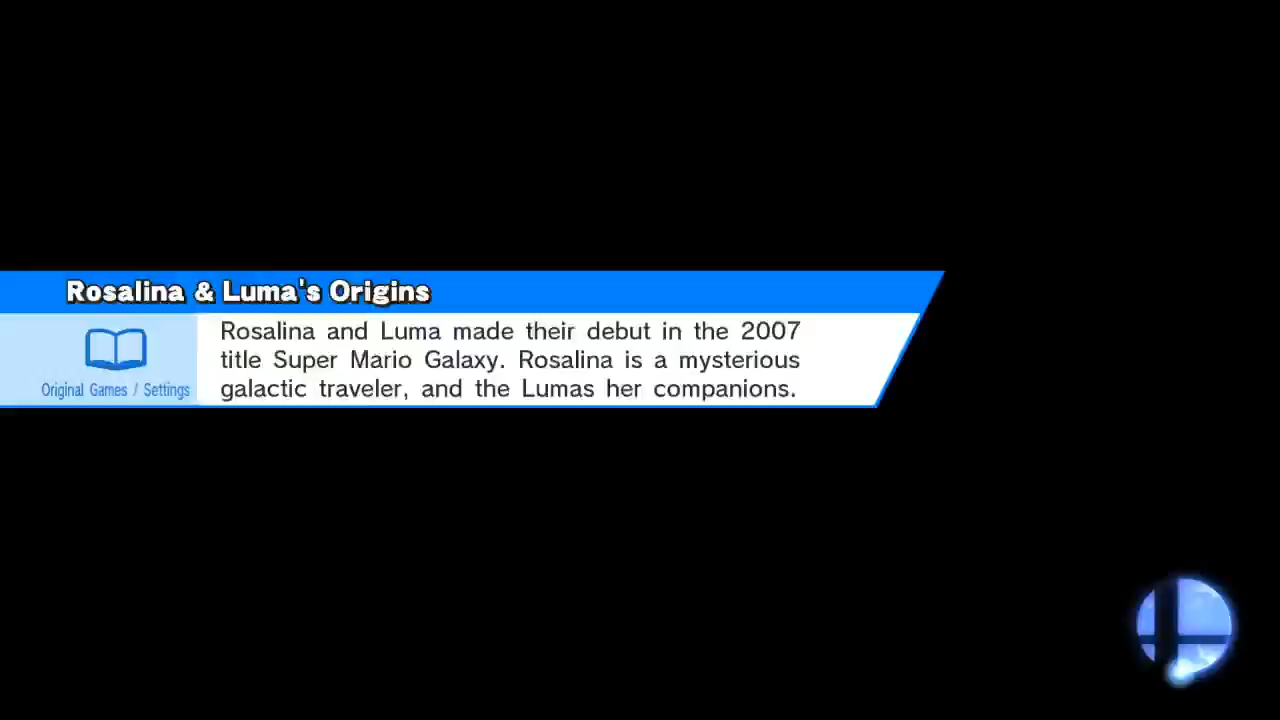 Rosalina & Luma's Origins
Original Games / Settings
Rosalina and Luma made their debut in the 2007
title Super Mario Galaxy. Rosalina is a mysterious
galactic traveler, and the Lumas her companions.